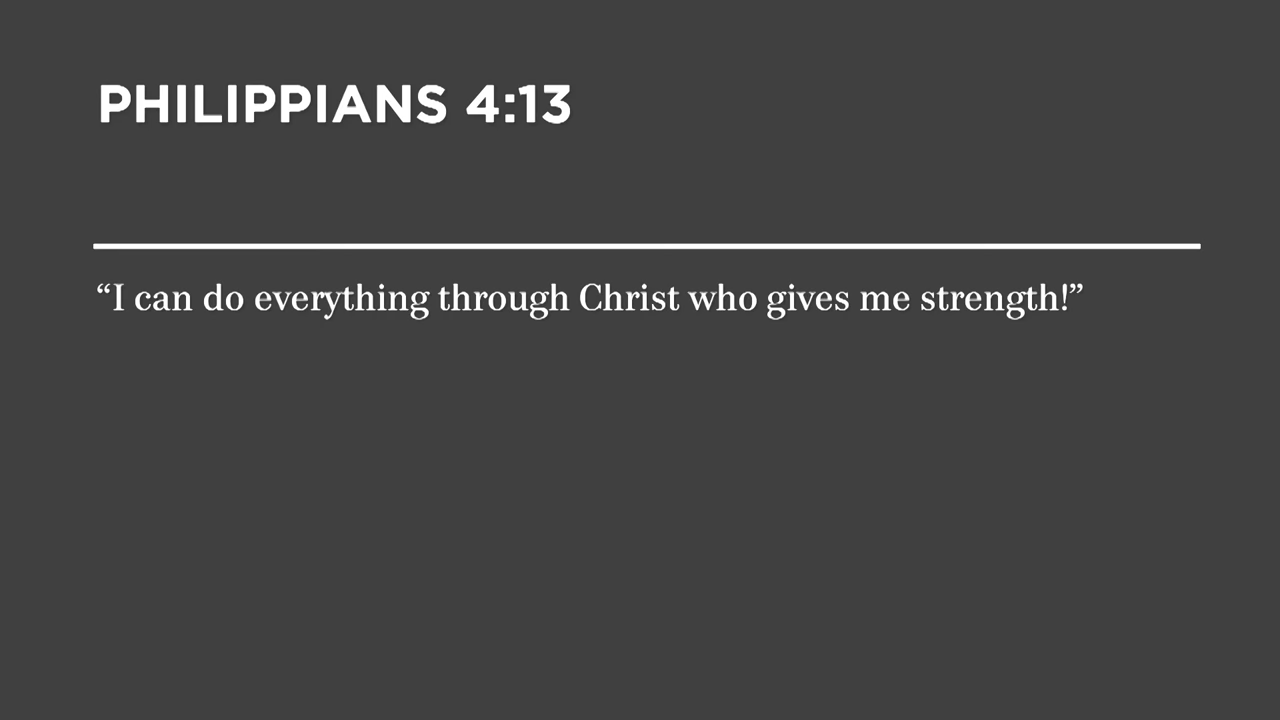 PHILIPPIANS 4:13
“I can do everything through Christ who gives me strength!”